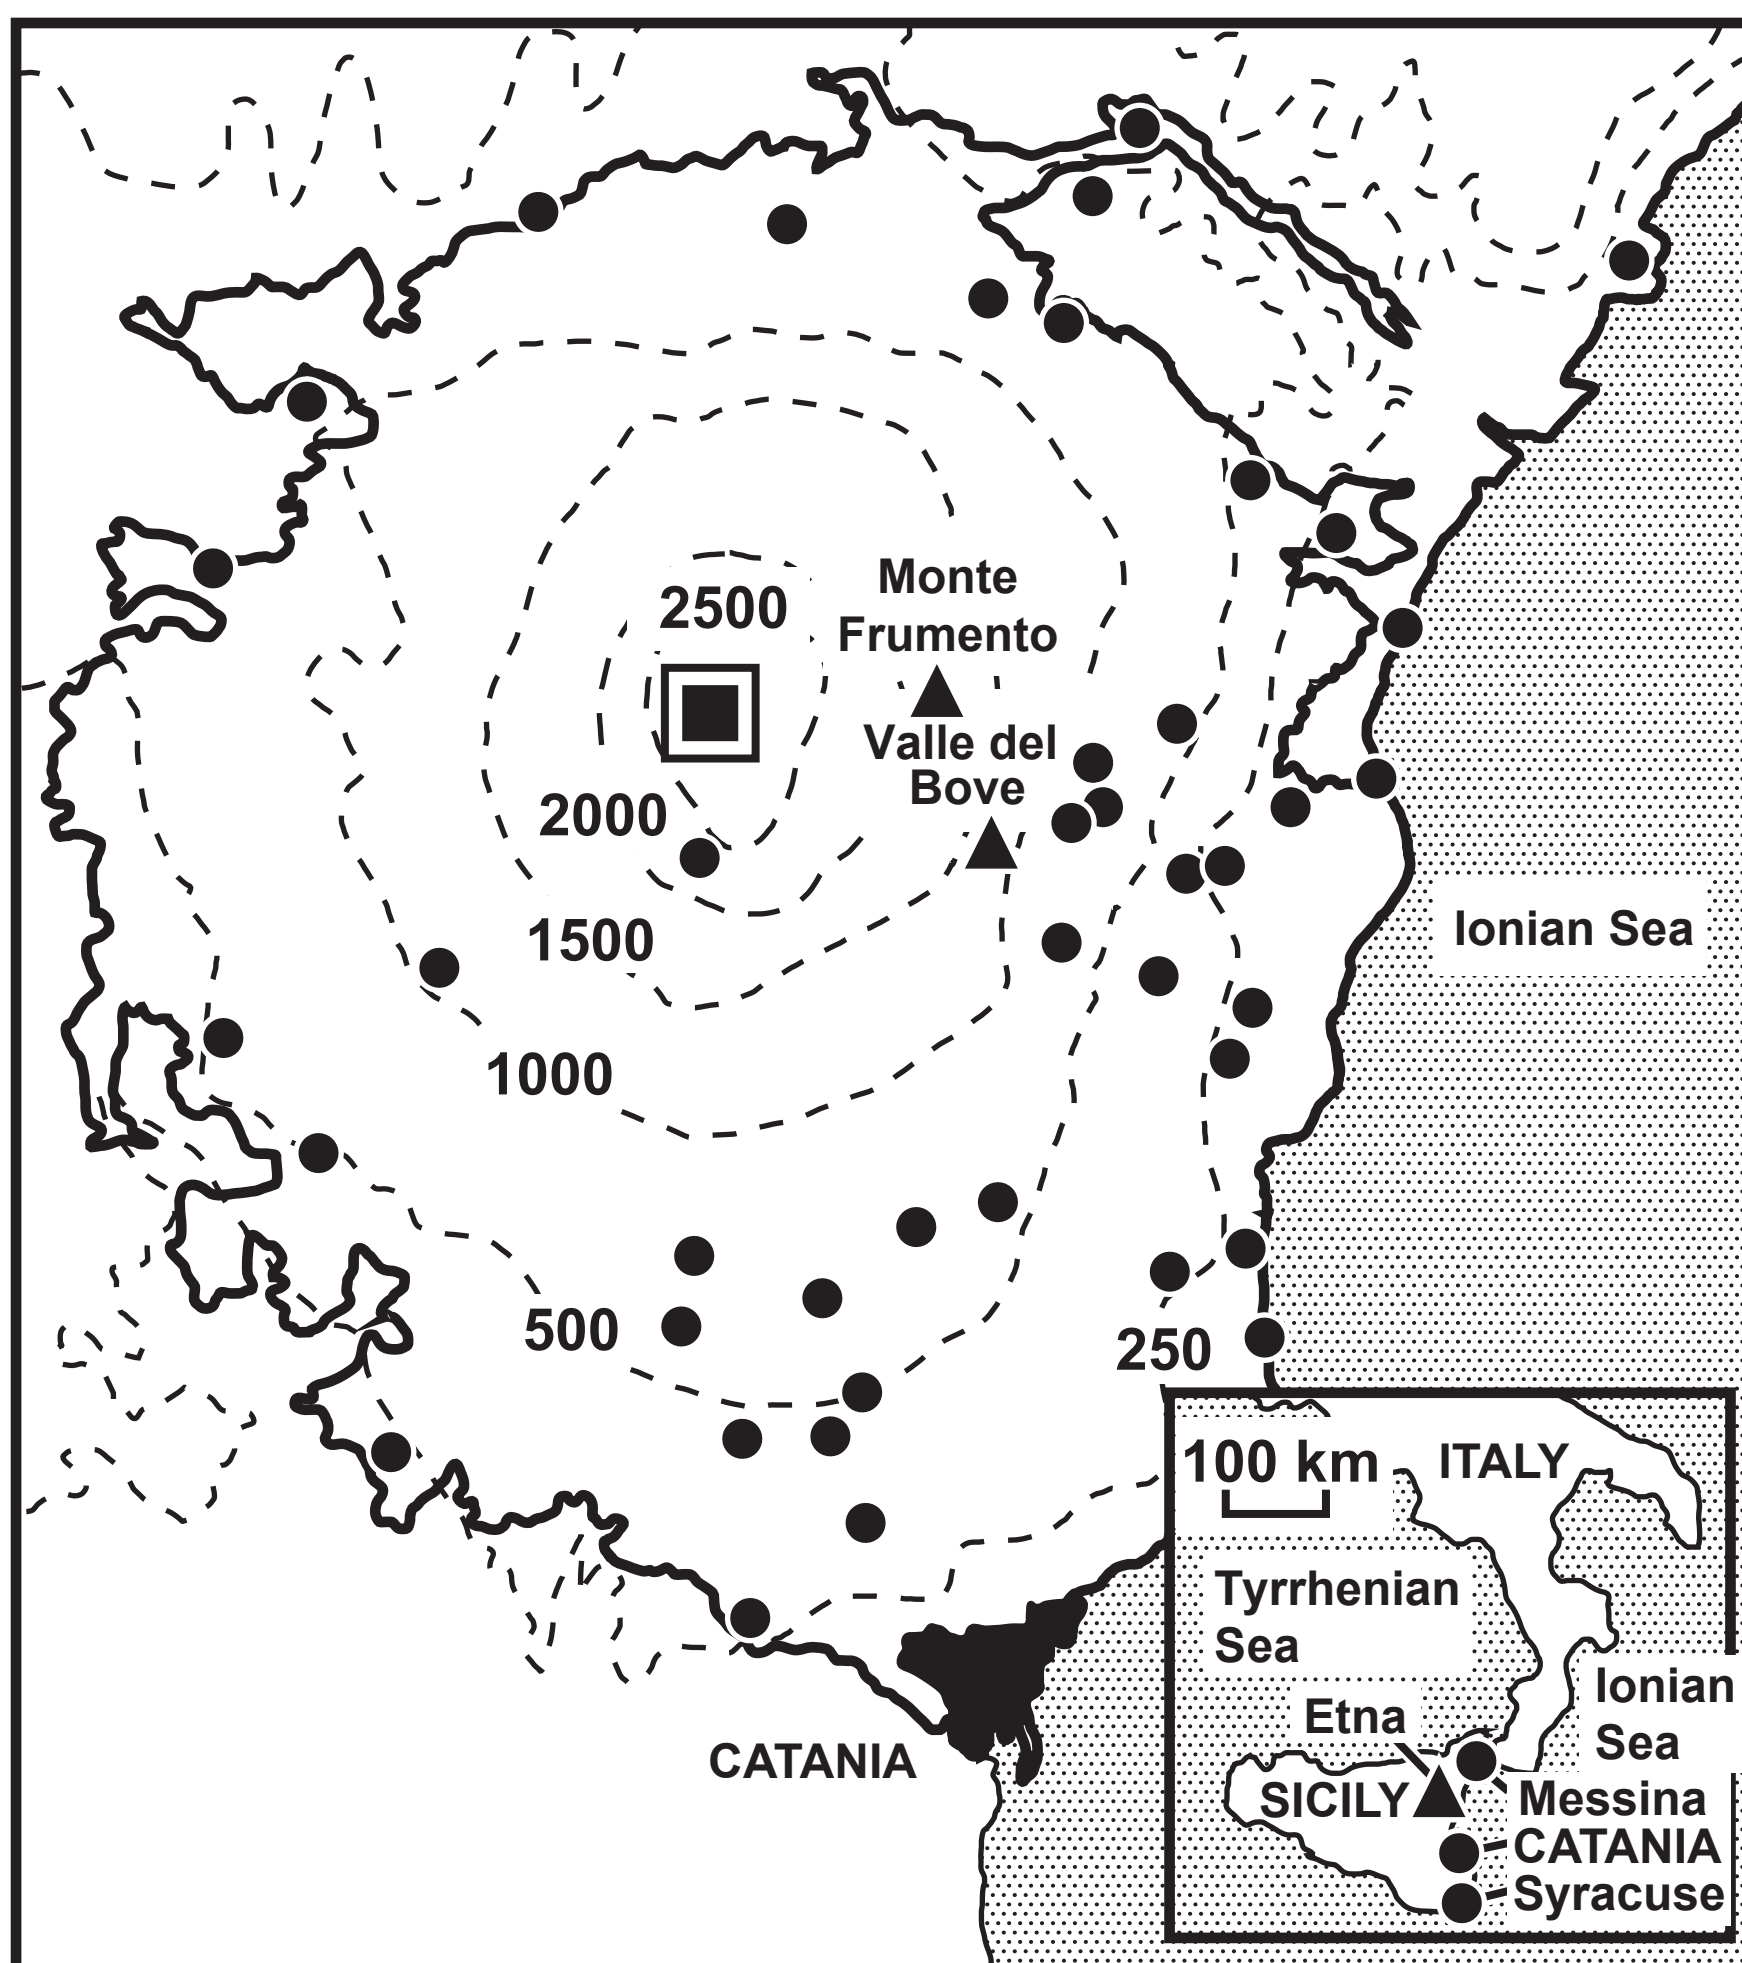 Monte
Frumento
2500
Valle del
Bove
2000
1500
Ionian Sea
1000
500
250
100 km
ITALY
Tyrrhenian
Sea
Ionian
Sea
Etna
CATANIA
SICILY
Messina
CATANIA
Syracuse